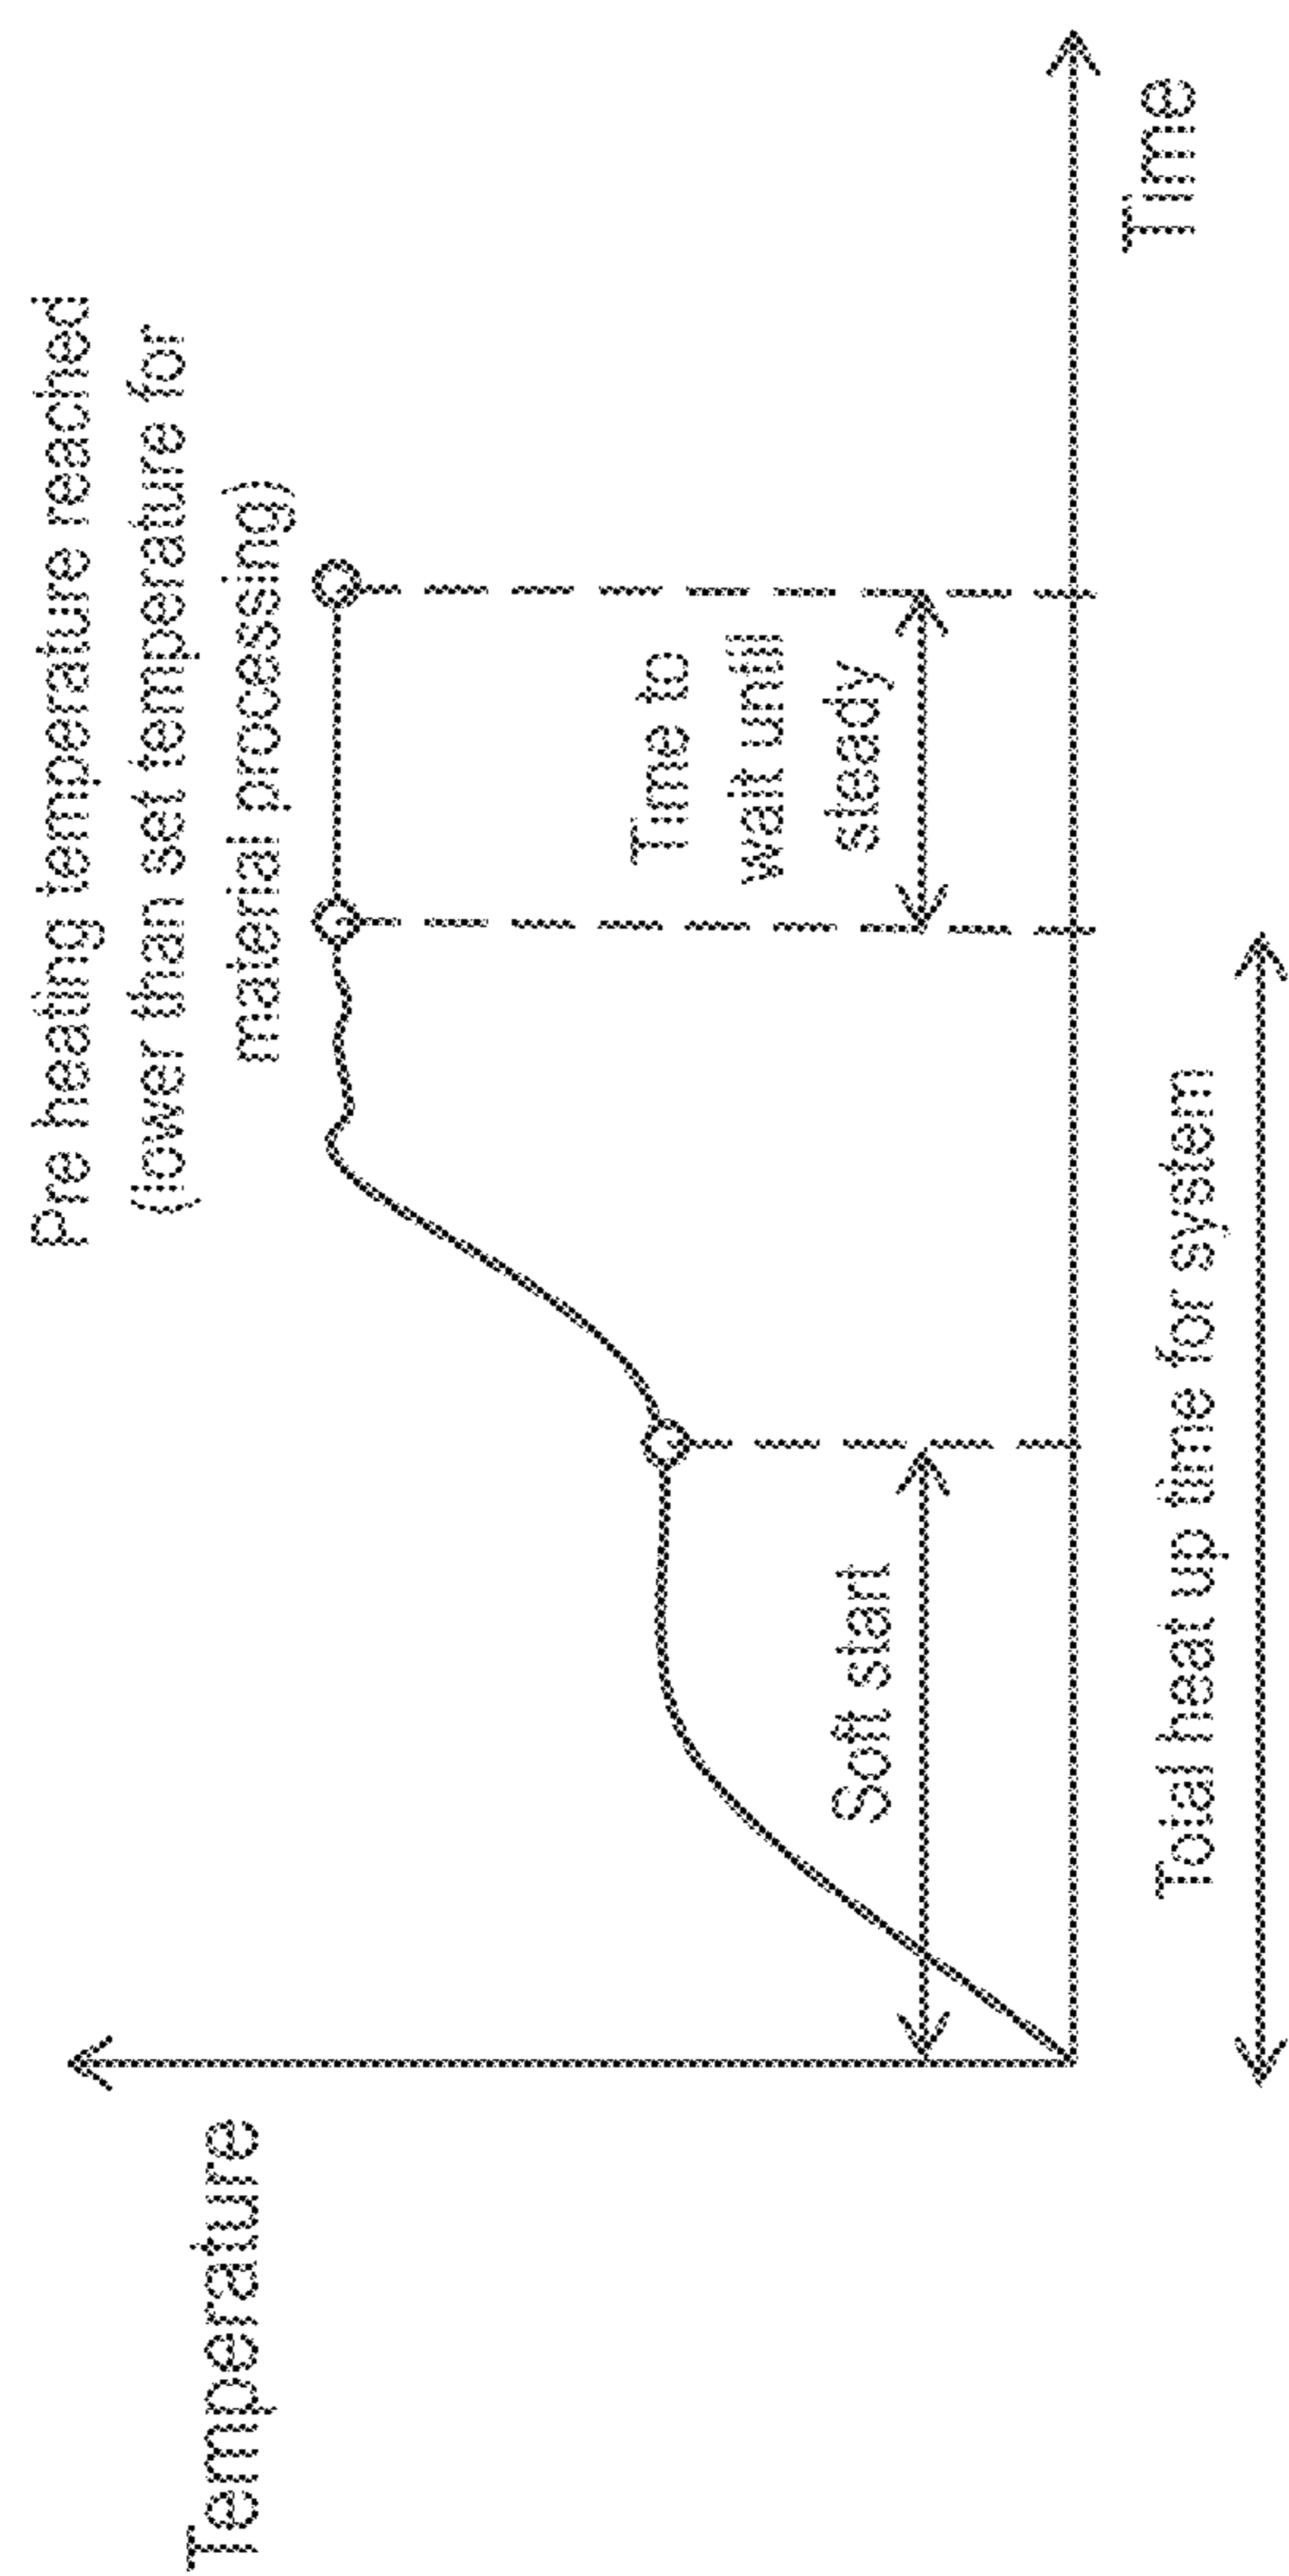 Pre heating temperature reached
(lower than set temperature for
material processing)
Temperature
Time to
wait until
steady
Soft start
Time
Total heat up time for system